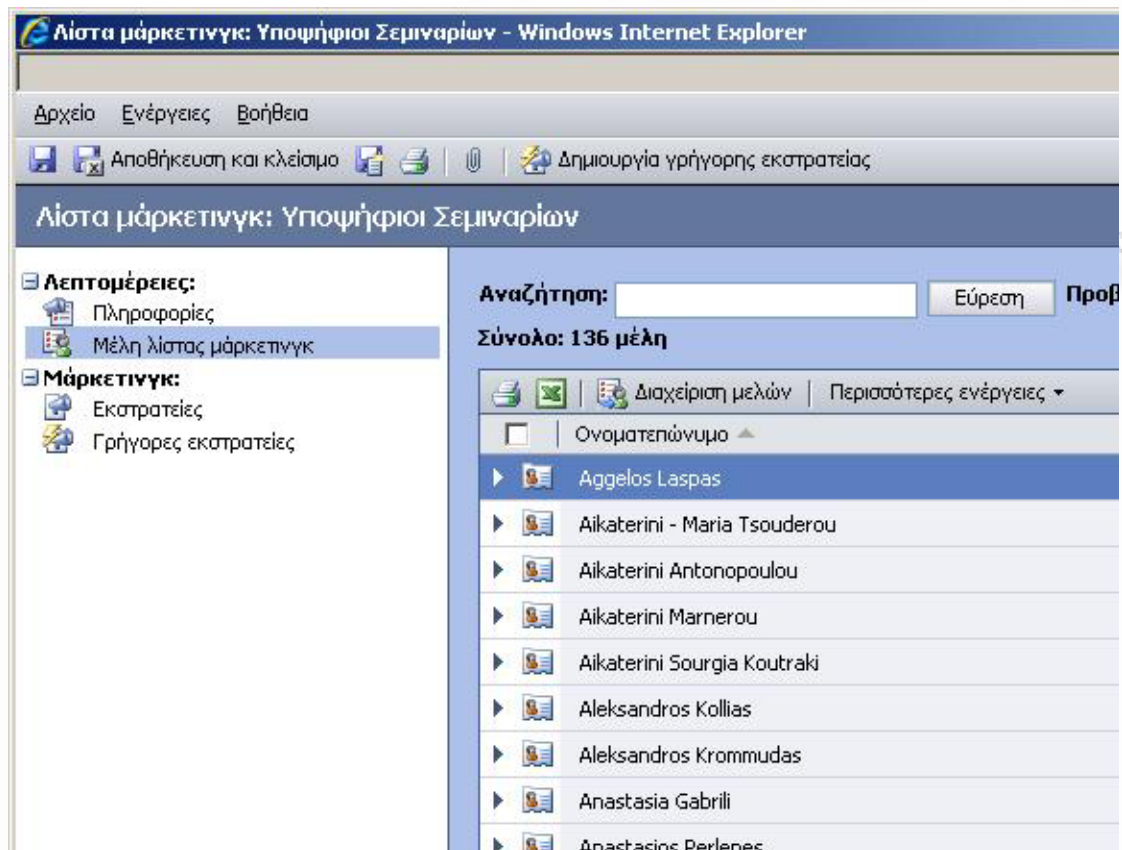 Λίστα μάρκετινγκ: Υποψήφιοι Σεμιναρίων - Windows Internet Explorer
Αρχείο Ενέργειες Βοήθεια
Αποθήκευση και κλείσιμο Δημιουργία γρήγορης εκστρατείας
Λίστα μάρκετινγκ: Υποψήφιοι Σεμιναρίων
Λεπτομέρειες:
Πληροφορίες
Μέλη λίστας μάρκετινγκ
Μάρκετινγκ:
Εκστρατείες
Γρήγορες εκστρατείες
Αναζήτηση: Εύρεση Προβ
Σύνολο: 136 μέλη
Διαχείριση μελών Περισσότερες ενέργειες
Ονοματεπώνυμο
Aggelos Laspas
Aikaterini - Maria Tsouderou
Aikaterini Antonopoulou
Aikaterini Marnerou
Aikaterini Sourgia Koutraki
Aleksandros Kollias
Aleksandros Krommudas
Anastasia Gabrili
Anastasios Perlepes